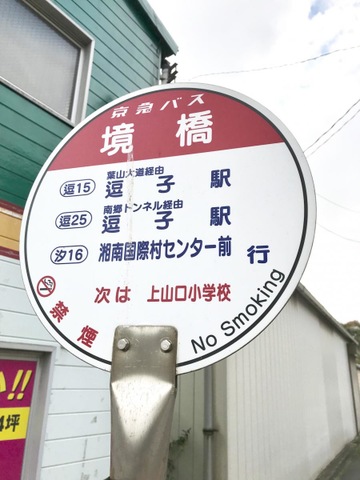 京急バス
境橋
葉山大道経由
逗15 逗子駅
南郷トンネル経由
逗25 逗子駅
汐16 湘南国際村センター前 行
次は 上山口小学校
禁煙
No Smoking
!!
4坪